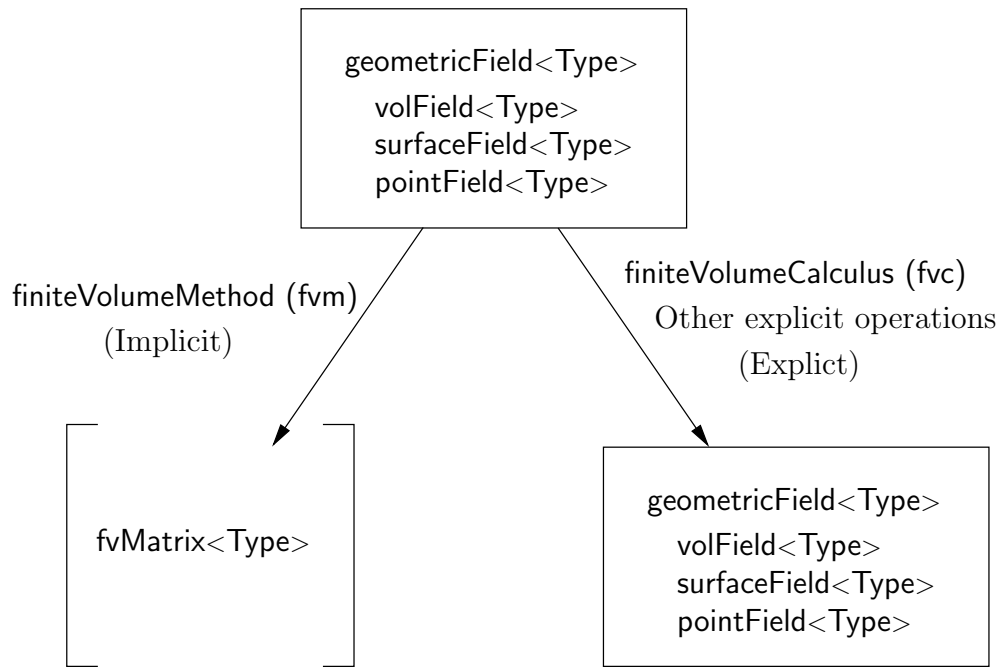 geometricField<Type>
volField<Type>
surfaceField<Type>
pointField<Type>
finiteVolumeMethod (fvm)
(Implicit)
finiteVolumeCalculus (fvc)
Other explicit operations
(Explict)
fvMatrix<Type>
geometricField<Type>
volField<Type>
surfaceField<Type>
pointField<Type>